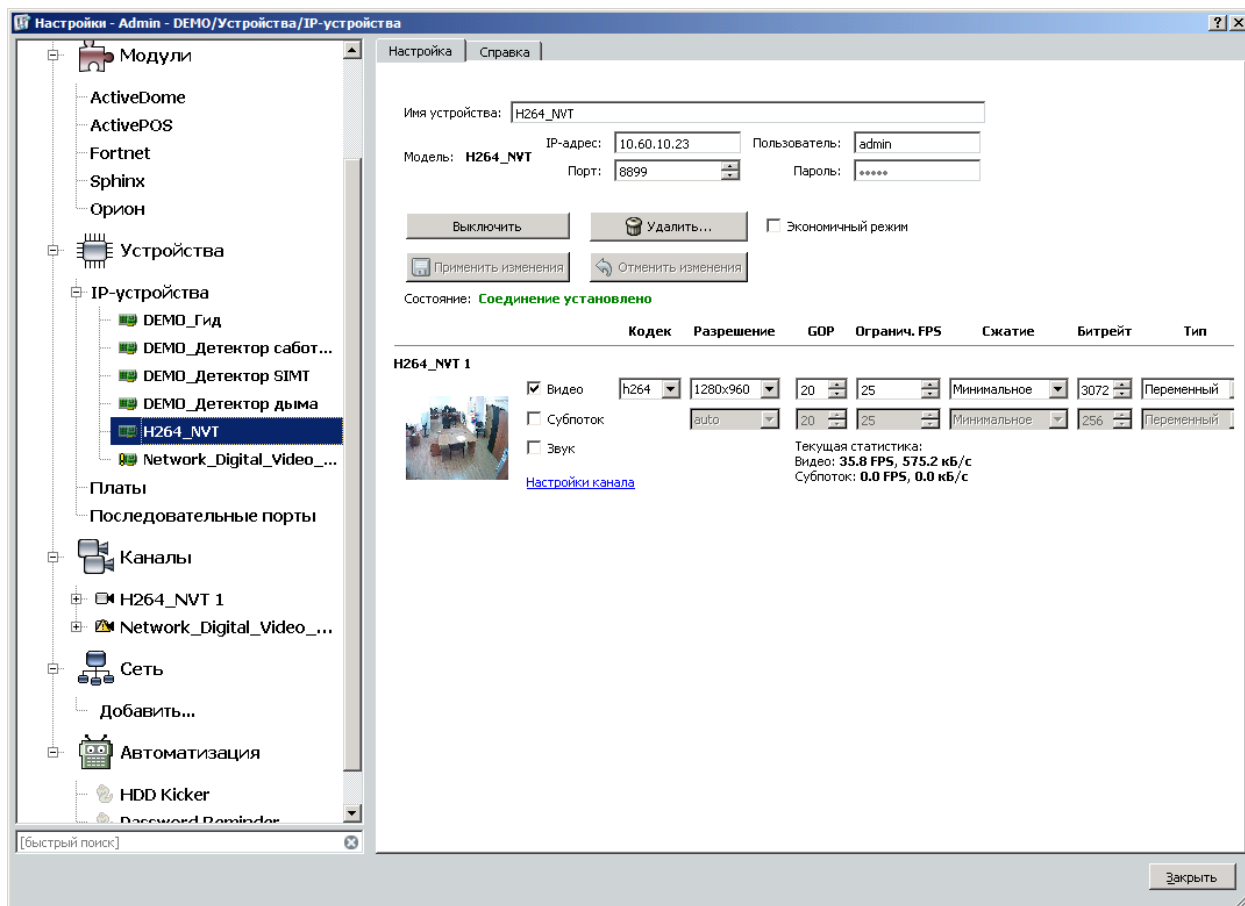 Настройки - Admin - DEMO/Устройства/IP-устройства
Модули
ActiveDome
ActivePOS
Fortnet
Sphinx
Орион
Устройства
IP-устройства
DEMO_Гид
DEMO_Детектор сабот...
DEMO_Детектор SIMT
DEMO_Детектор дыма
H264_NVT
Network_Digital_Video_...
Платы
Последовательные порты
Каналы
H264_NVT 1
Network_Digital_Video_...
Сеть
Добавить...
Автоматизация
HDD Kicker
Password Reminder
[быстрый поиск]
Настройка Справка
Имя устройства: H264_NVT
Модель: H264_NVT
IP-адрес: 10.60.10.23 Пользователь: admin
Порт: 8899 Пароль: •••••
Выключить Удалить... Экономичный режим
Применить изменения Отменить изменения
Состояние: Соединение установлено
Кодек Разрешение GOP Огранич. FPS Сжатие Битрейт Тип
H264_NVT 1
Видео h264 1280x960 20 25 Минимальное 3072 Переменный
Субпоток auto 20 25 Минимальное 256 Переменный
Звук
Текущая статистика:
Видео: 35.8 FPS, 575.2 кБ/с
Субпоток: 0.0 FPS, 0.0 кБ/с
Настройки канала
Закрыть